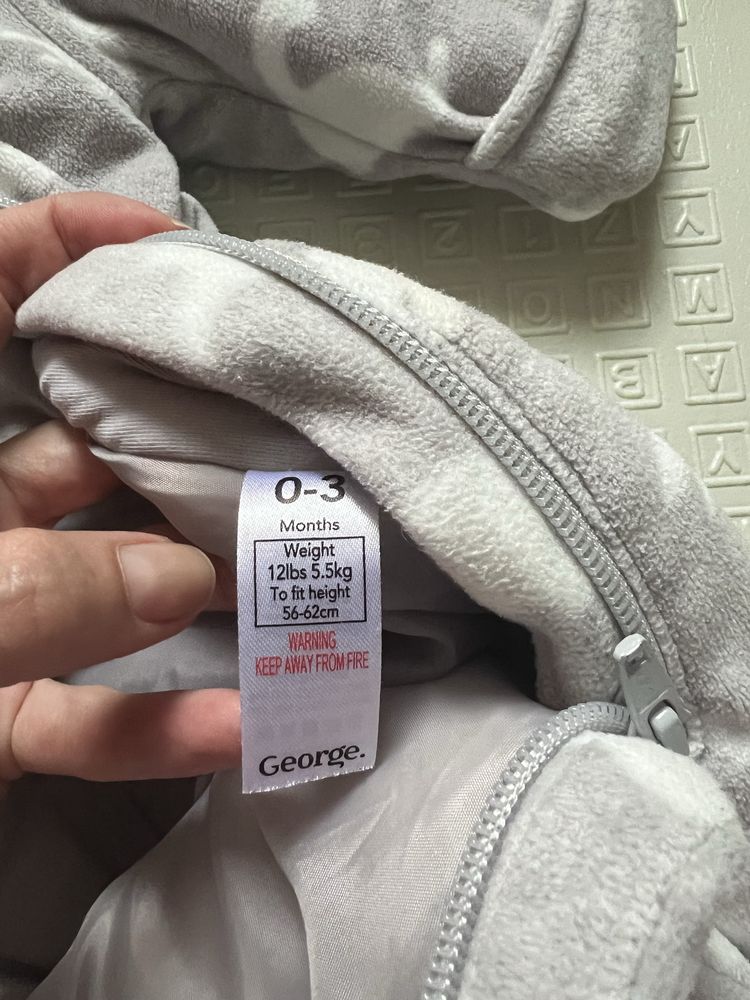 0-3
Months
Weight
12lbs 5.5kg
To fit height
56-62cm
WARNING
KEEP AWAY FROM FIRE
George.